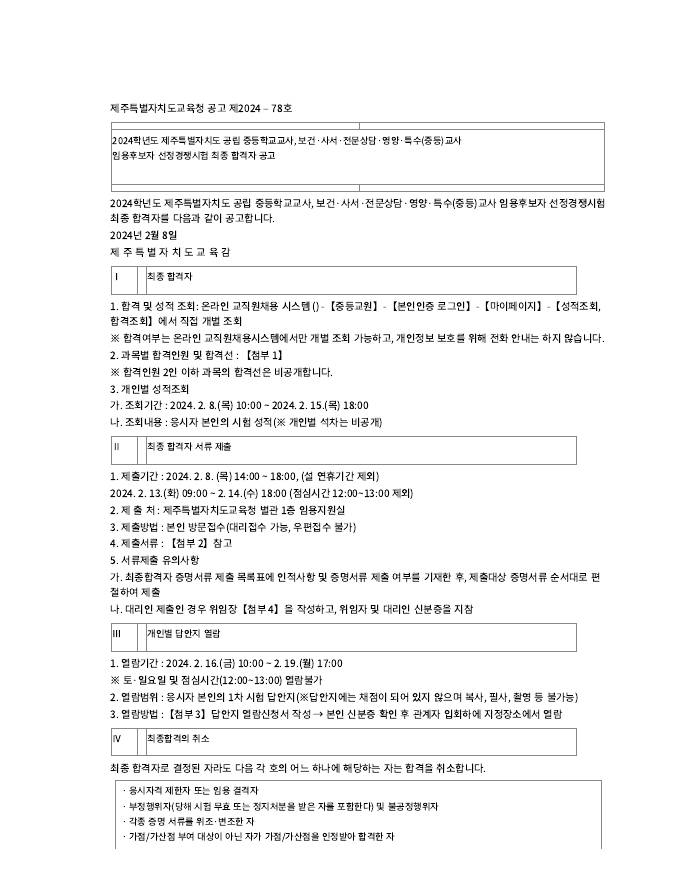 제주특별자치도교육청 공고 제2024 – 78호
2024학년도 제주특별자치도 공립 중등학교교사, 보건·사서·전문상담·영양·특수(중등)교사
임용후보자 선정경쟁시험 최종 합격자 공고
2024학년도 제주특별자치도 공립 중등학교교사, 보건·사서·전문상담·영양·특수(중등)교사 임용후보자 선정경쟁시험
최종 합격자를 다음과 같이 공고합니다.
2024년 2월 8일
제 주 특 별 자 치 도 교 육 감
Ⅰ 최종 합격자
1. 합격 및 성적 조회: 온라인 교직원채용 시스템 () - 【중등교원】-【본인인증 로그인】-【마이페이지】-【성적조회,
합격조회】에서 직접 개별 조회
※ 합격여부는 온라인 교직원채용시스템에서만 개별 조회 가능하고, 개인정보 보호를 위해 전화 안내는 하지 않습니다.
2. 과목별 합격인원 및 합격선 : 【첨부 1】
※ 합격인원 2인 이하 과목의 합격선은 비공개합니다.
3. 개인별 성적조회
가. 조회기간 : 2024. 2. 8.(목) 10:00 ~ 2024. 2. 15.(목) 18:00
나. 조회내용 : 응시자 본인의 시험 성적(※ 개인별 석차는 비공개)
Ⅱ 최종 합격자 서류 제출
1. 제출기간 : 2024. 2. 8. (목) 14:00 ~ 18:00, (설 연휴기간 제외)
2024. 2. 13.(화) 09:00 ~ 2. 14.(수) 18:00 (점심시간 12:00~13:00 제외)
2. 제 출 처 : 제주특별자치도교육청 별관 1층 임용지원실
3. 제출방법 : 본인 방문접수(대리접수 가능, 우편접수 불가)
4. 제출서류 : 【첨부 2】참고
5. 서류제출 유의사항
가. 최종합격자 증명서류 제출 목록표에 인적사항 및 증명서류 제출 여부를 기재한 후, 제출대상 증명서류 순서대로 편
철하여 제출
나. 대리인 제출인 경우 위임장【첨부 4】을 작성하고, 위임자 및 대리인 신분증을 지참
Ⅲ 개인별 답안지 열람
1. 열람기간 : 2024. 2. 16.(금) 10:00 ~ 2. 19.(월) 17:00
※ 토·일요일 및 점심시간(12:00~13:00) 열람불가
2. 열람범위 : 응시자 본인의 1차 시험 답안지(※답안지에는 채점이 되어 있지 않으며 복사, 필사, 촬영 등 불가능)
3. 열람방법 : 【첨부 3】답안지 열람신청서 작성 → 본인 신분증 확인 후 관계자 입회하에 지정장소에서 열람
Ⅳ 최종합격의 취소
최종 합격자로 결정된 자라도 다음 각 호의 어느 하나에 해당하는 자는 합격을 취소합니다.
· 응시자격 제한자 또는 임용 결격자
· 부정행위자(당해 시험 무효 또는 정지처분을 받은 자를 포함한다) 및 불공정행위자
· 각종 증명 서류를 위조·변조한 자
· 가점/가산점 부여 대상이 아닌 자가 가점/가산점을 인정받아 합격한 자